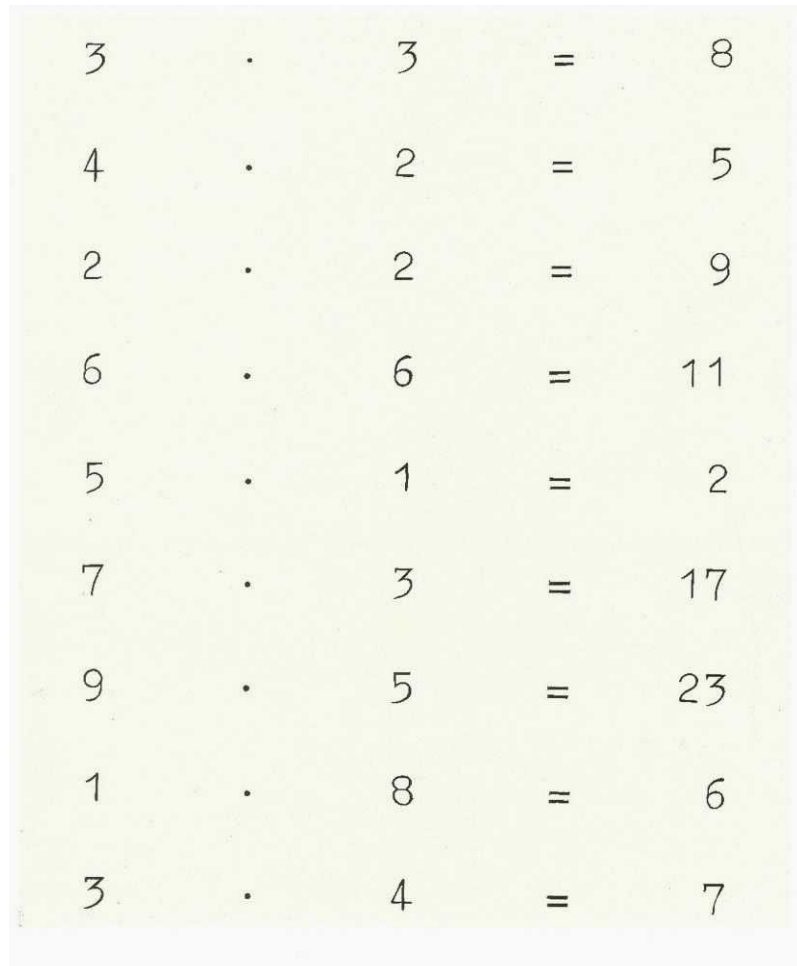 3 · 3 = 8
4 · 2 = 5
2 · 2 = 9
6 · 6 = 11
5 · 1 = 2
7 · 3 = 17
9 · 5 = 23
1 · 8 = 6
3 · 4 = 7